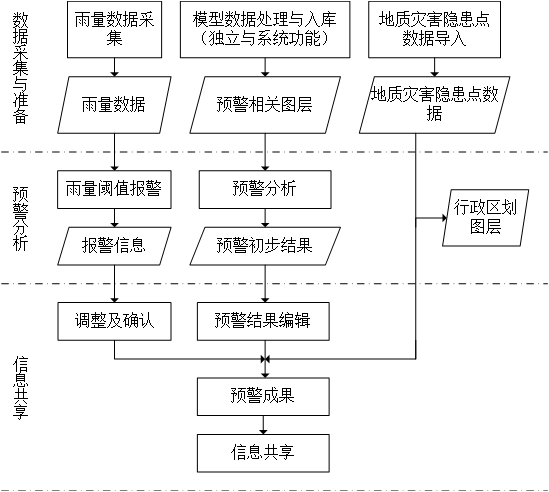 数据采集与准备
雨量数据采
集
模型数据处理与入库
（独立与系统功能）
地质灾害隐患点
数据导入
雨量数据
预警相关图层
地质灾害隐患点数
据
预警分析
雨量阈值报警
预警分析
行政区划
图层
报警信息
预警初步结果
信息共享
调整及确认
预警结果编辑
预警成果
信息共享